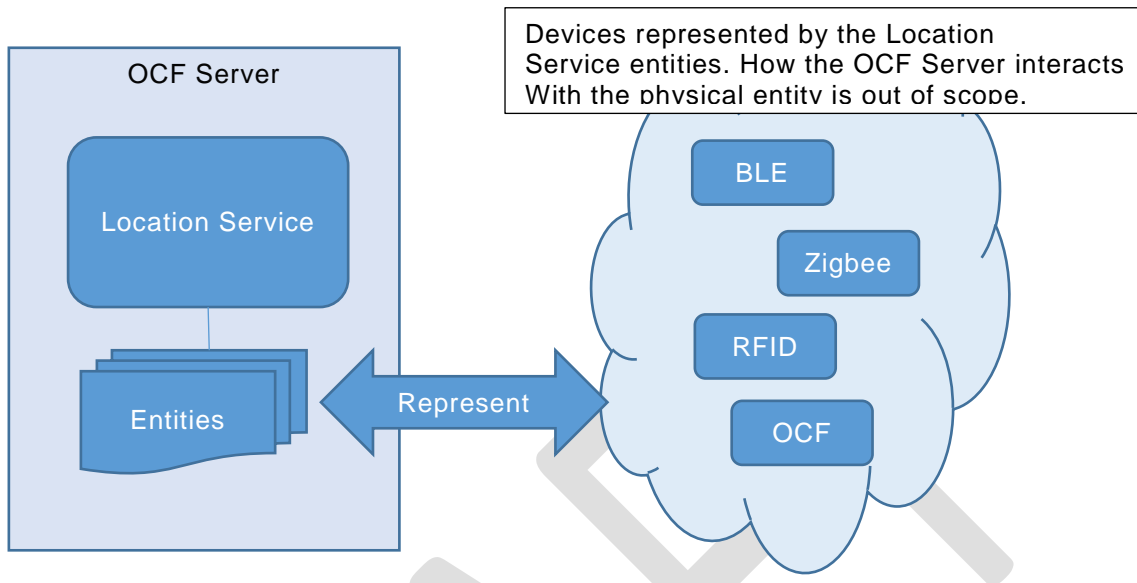 Devices represented by the Location
Service entities. How the OCF Server interacts
With the physical entity is out of scope.
OCF Server
Location Service
Entities
Represent
BLE
Zigbee
RFID
OCF